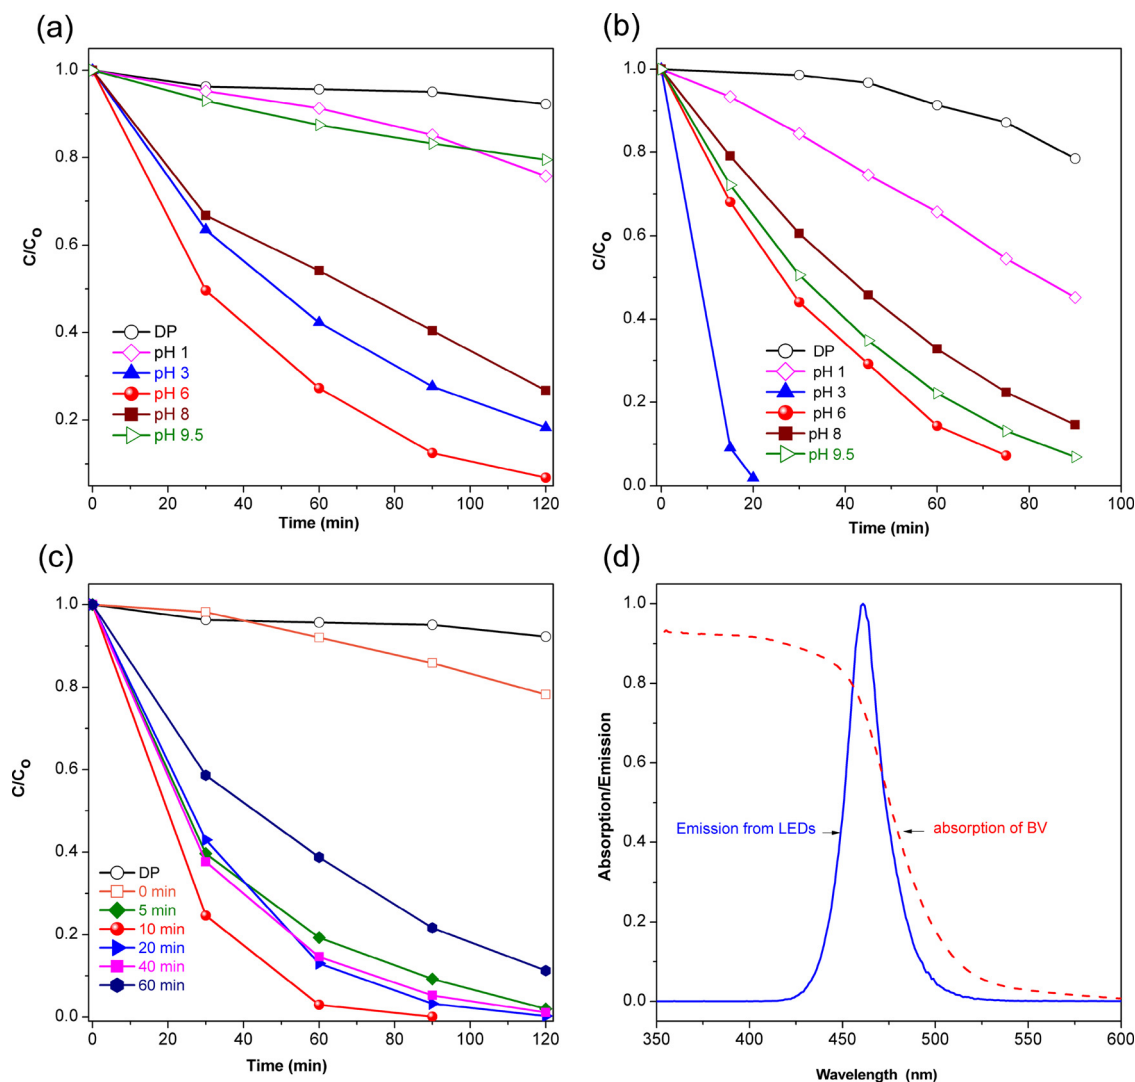 (a)
1.0
0.8
0.6
0.4
0.2
C/Co
DP
pH 1
pH 3
pH 6
pH 8
pH 9.5
0 20 40 60 80 100 120
Time (min)
(b)
1.0
0.8
0.6
0.4
0.2
0.0
C/Co
DP
pH 1
pH 3
pH 6
pH 8
pH 9.5
0 20 40 60 80 100
Time (min)
(c)
1.0
0.8
0.6
0.4
0.2
0.0
C/Co
DP
0 min
5 min
10 min
20 min
40 min
60 min
0 20 40 60 80 100 120
Time (min)
(d)
1.0
0.8
0.6
0.4
0.2
0.0
Absorption/Emission
Emission from LEDs
absorption of BV
350 400 450 500 550 600
Wavelength (nm)